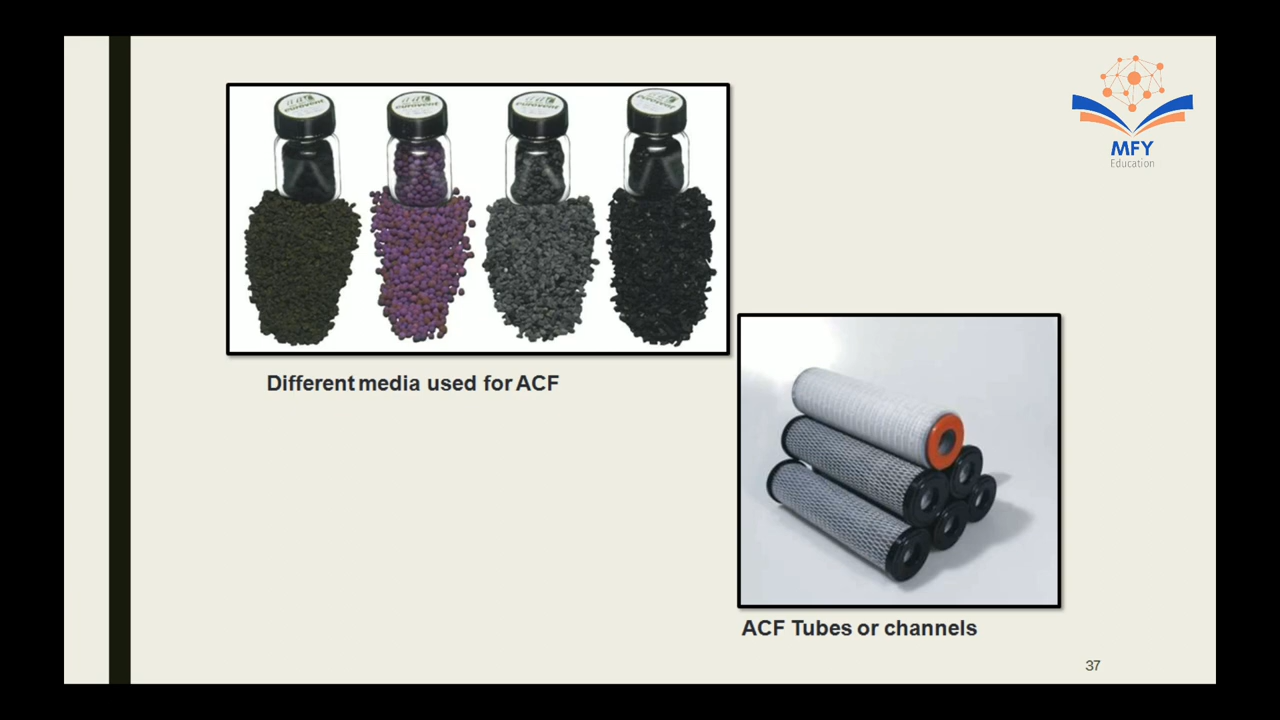 MFY
Education
Different media used for ACF
ACF Tubes or channels
37